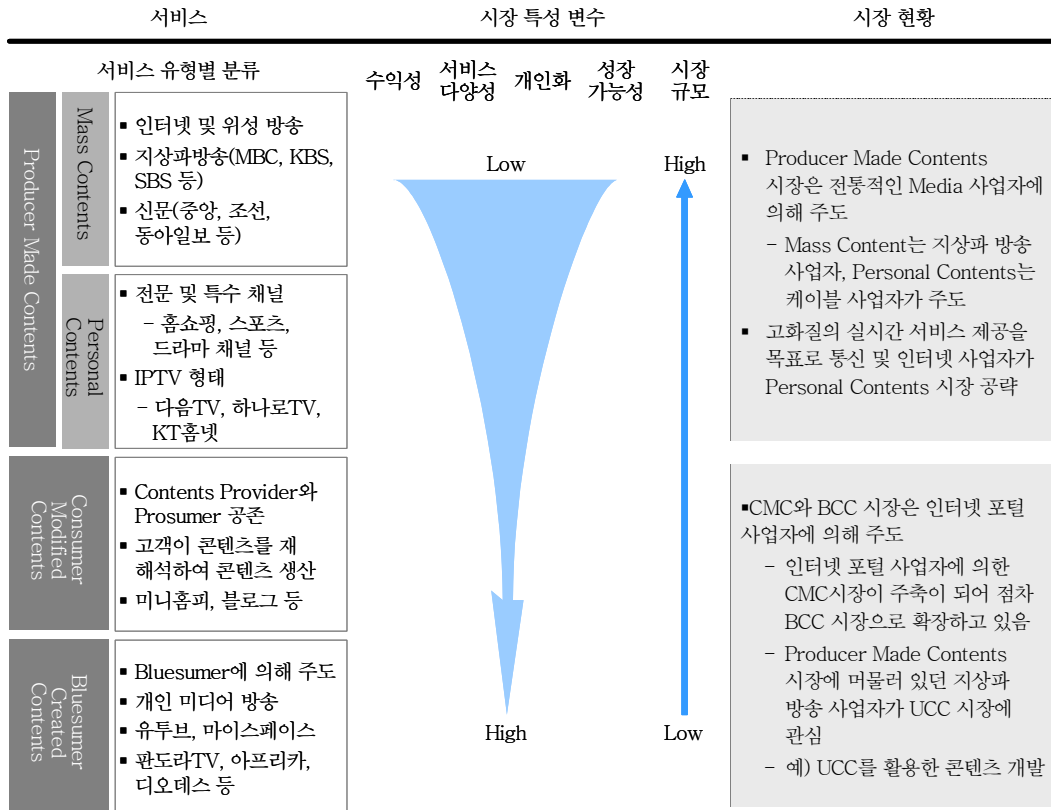 서비스
시장 특성 변수
시장 현황
서비스 유형별 분류
수익성
서비스
다양성
개인화
성장
가능성
시장
규모
Producer Made Contents
Mass Contents
▪ 인터넷 및 위성 방송
▪ 지상파방송(MBC, KBS,
SBS 등)
▪ 신문(중앙, 조선,
동아일보 등)
Personal
Contents
▪ 전문 및 특수 채널
– 홈쇼핑, 스포츠,
드라마 채널 등
▪ IPTV 형태
– 다음TV, 하나로TV,
KT홈넷
Consumer
Modified
Contents
▪ Contents Provider와
Prosumer 공존
▪ 고객이 콘텐츠를 재
해석하여 콘텐츠 생산
▪ 미니홈피, 블로그 등
Bluesumer
Created
Contents
▪ Bluesumer에 의해 주도
▪ 개인 미디어 방송
▪ 유투브, 마이스페이스
▪ 판도라TV, 아프리카,
디오데스 등
Low
High
High
Low
▪ Producer Made Contents
시장은 전통적인 Media 사업자에
의해 주도
– Mass Content는 지상파 방송
사업자, Personal Contents는
케이블 사업자가 주도
▪ 고화질의 실시간 서비스 제공을
목표로 통신 및 인터넷 사업자가
Personal Contents 시장 공략
▪CMC와 BCC 시장은 인터넷 포털
사업자에 의해 주도
– 인터넷 포털 사업자에 의한
CMC시장이 주축이 되어 점차
BCC 시장으로 확장하고 있음
– Producer Made Contents
시장에 머물러 있던 지상파
방송 사업자가 UCC 시장에
관심
– 예) UCC를 활용한 콘텐츠 개발